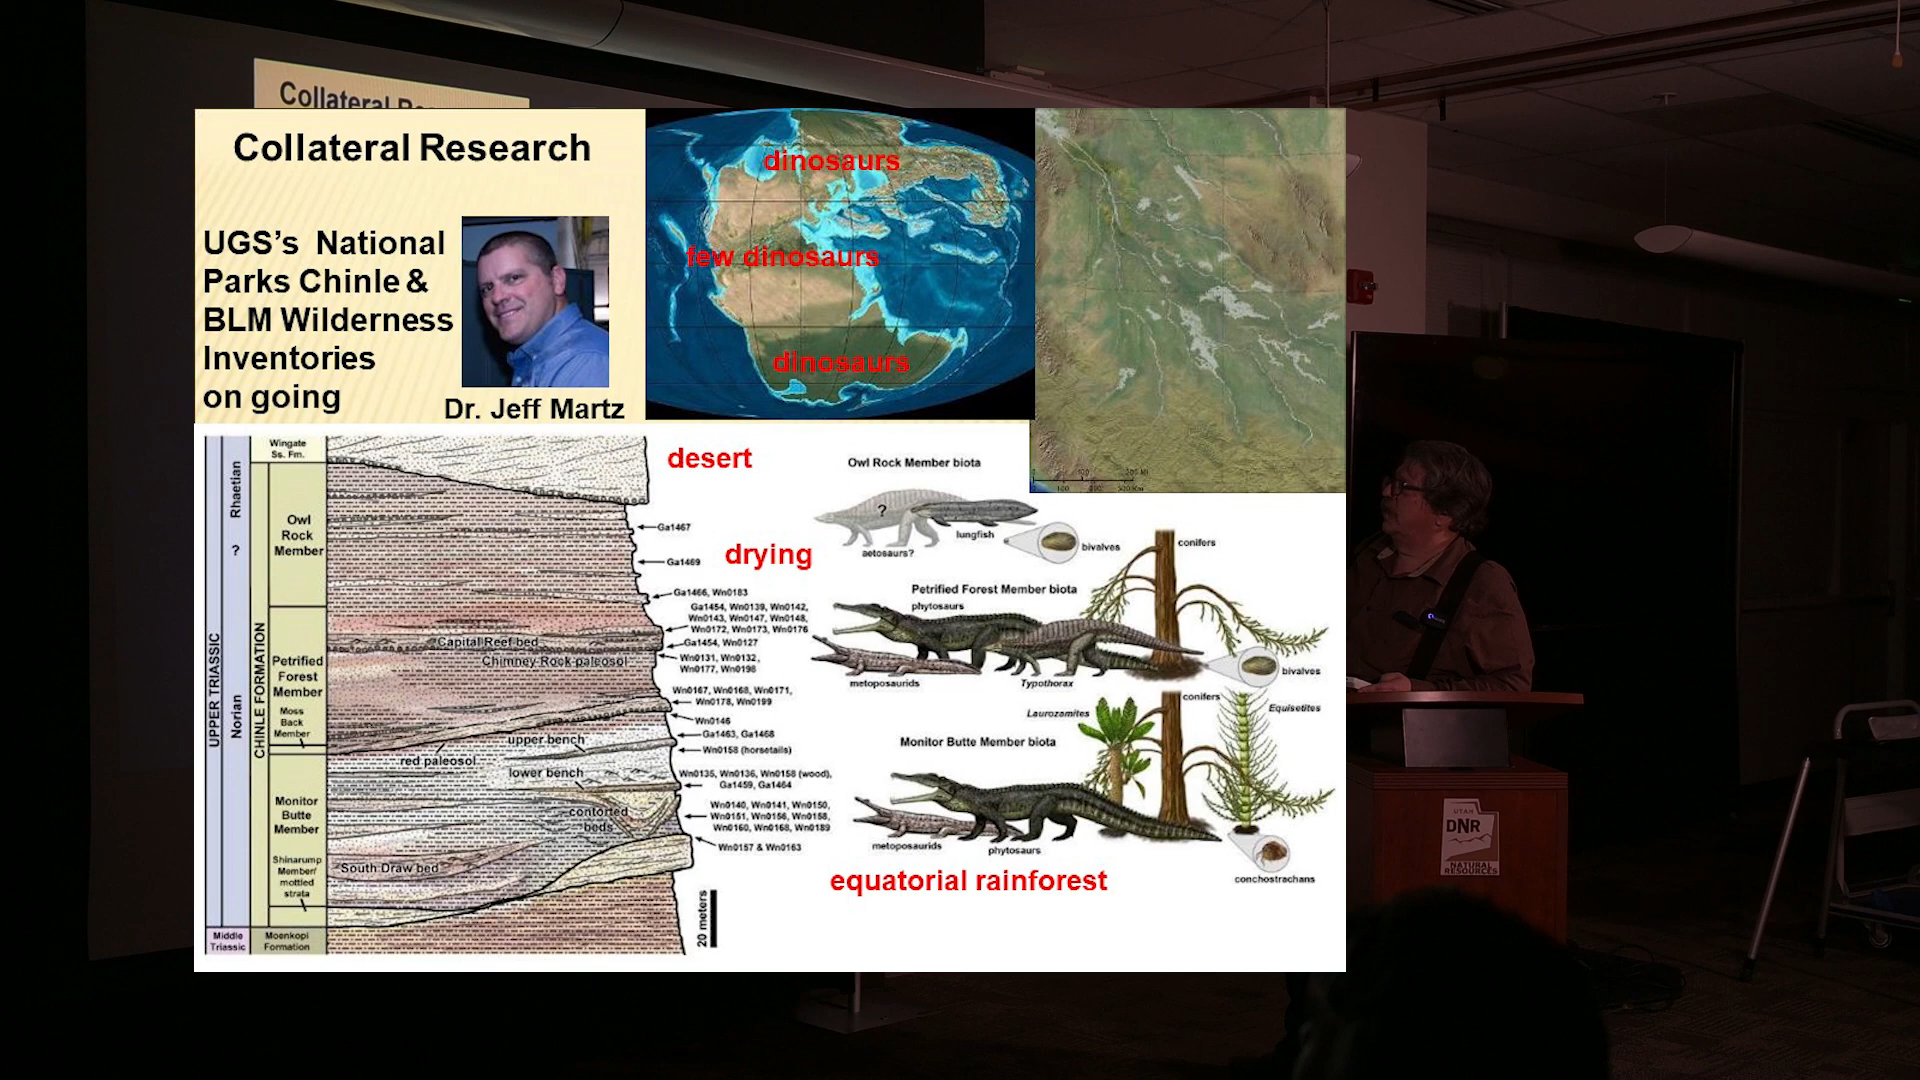 Collateral
Collateral Research
UGS's National
Parks Chinle &
BLM Wilderness
Inventories
on going
Dr. Jeff Martz
dinosaurs
few dinosaurs
dinosaurs
UPPER TRIASSIC
Rhaetian
?
Norian
Middle
Triassic
CHINLE FORMATION
Wingate
Ss. Fm.
Owl
Rock
Member
Petrified
Forest
Member
Moss
Back
Member
Monitor
Butte
Member
Shinarump
Member/
mottled
strata
Moenkopi
Formation
Capital Reef bed
Chimney Rock paleosol
upper bench
red paleosol
lower bench
contorted
beds
South Draw bed
20 meters
desert
drying
equatorial rainforest
Ga1467
Ga1469
Ga1466, Wn0183
Ga1454, Wn0139, Wn0142,
Wn0143, Wn0147, Wn0148,
Wn0172, Wn0173, Wn0176
Ga1454, Wn0127
Wn0131, Wn0132,
Wn0177, Wn0198
Wn0167, Wn0168, Wn0171,
Wn0178, Wn0199
Wn0146
Ga1463, Ga1468
Wn0158 (horsetails)
Wn0135, Wn0136, Wn0158 (wood),
Ga1459, Ga1464
Wn0140, Wn0141, Wn0150,
Wn0151, Wn0156, Wn0158,
Wn0160, Wn0168, Wn0189
Wn0157 & Wn0163
Owl Rock Member biota
?
aetosaurs?
lungfish
bivalves
conifers
Petrified Forest Member biota
phytosaurs
metoposaurids
Typothorax
bivalves
Monitor Butte Member biota
Laurozamites
conifers
Equisetites
metoposaurids
phytosaurs
conchostrachans
UTAH
DNR
NATURAL
RESOURCES